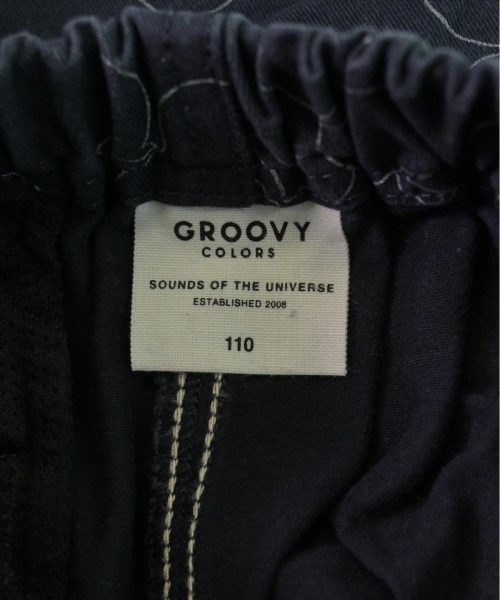 GROOVY
COLORS
SOUNDS OF THE UNIVERSE
ESTABLISHED 2008
110